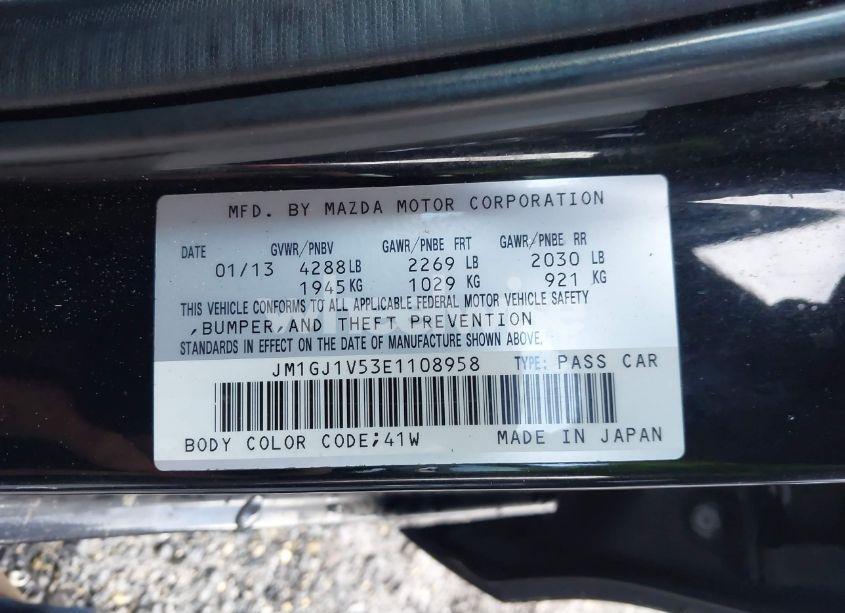 MFD. BY MAZDA MOTOR CORPORATION
DATE GVWR/PNBV GAWR/PNBE FRT GAWR/PNBE RR
01/13 4288LB 2269 LB 2030 LB
1945KG 1029 KG 921 KG
THIS VEHICLE CONFORMS TO ALL APPLICABLE FEDERAL MOTOR VEHICLE SAFETY
,BUMPER,AND THEFT PREVENTION
STANDARDS IN EFFECT ON THE DATE OF MANUFACTURE SHOWN ABOVE.
JM1GJ1V53E1108958 TYPE: PASS CAR
BODY COLOR CODE;41W MADE IN JAPAN